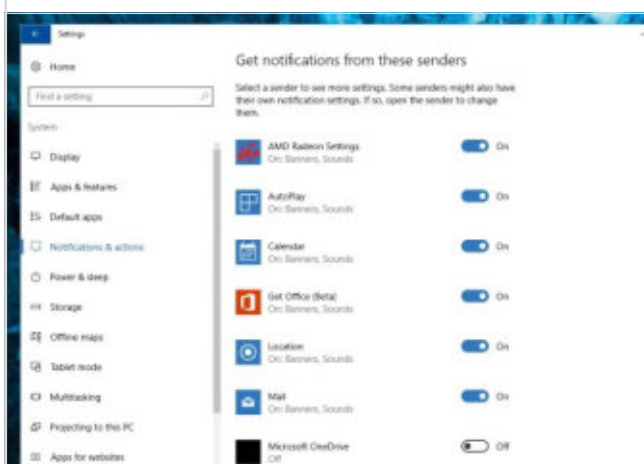 Settings
Home
Find a setting
System
Display
Apps & features
Default apps
Notifications & actions
Power & sleep
Storage
Offline maps
Tablet mode
Multitasking
Projecting to this PC
Apps for websites
Get notifications from these senders
Select a sender to see more settings. Some senders might also have
their own notification settings. If so, open the sender to change
them.
AMD Radeon Settings
On: Banners, Sounds
On
AutoPlay
On: Banners, Sounds
On
Calendar
On: Banners, Sounds
On
Get Office (Beta)
On: Banners, Sounds
On
Location
On: Banners, Sounds
On
Mail
On: Banners, Sounds
On
Microsoft OneDrive
Off
Off